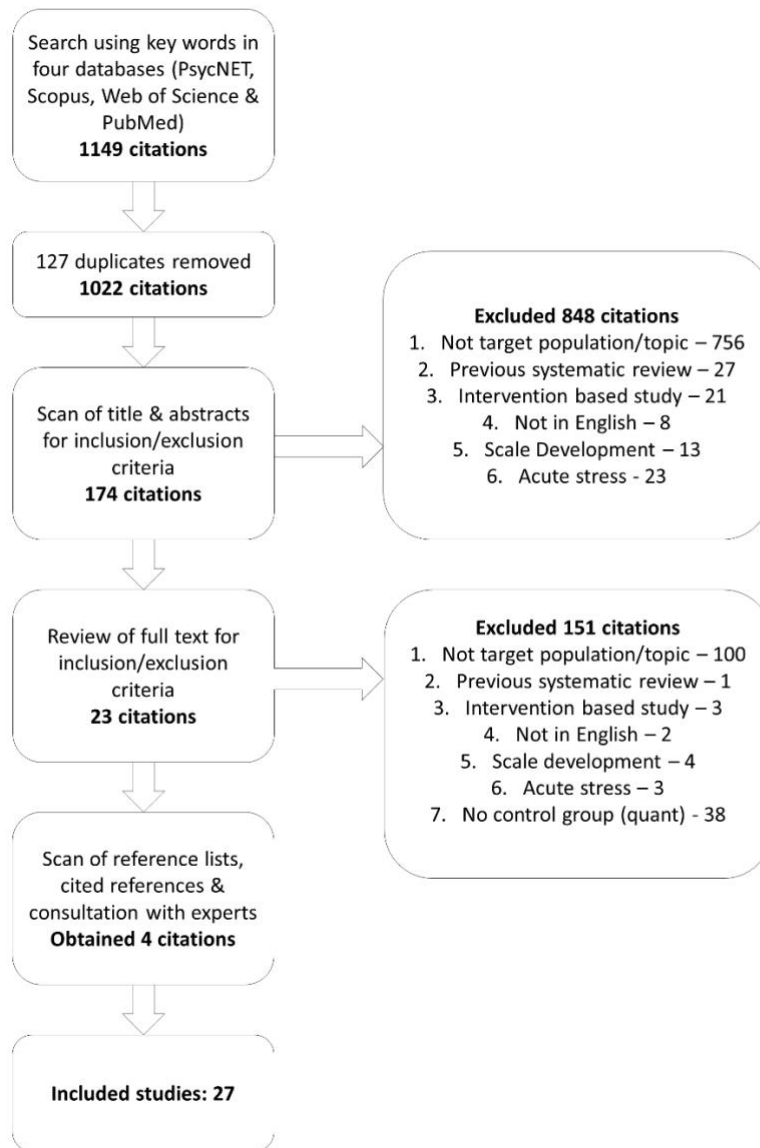 Search using key words in
four databases (PsycNET,
Scopus, Web of Science &
PubMed)
1149 citations
127 duplicates removed
1022 citations
Excluded 848 citations
1. Not target population/topic – 756
2. Previous systematic review – 27
3. Intervention based study – 21
4. Not in English – 8
5. Scale Development – 13
6. Acute stress - 23
Scan of title & abstracts
for inclusion/exclusion
criteria
174 citations
Review of full text for
inclusion/exclusion
criteria
23 citations
Excluded 151 citations
1. Not target population/topic – 100
2. Previous systematic review – 1
3. Intervention based study – 3
4. Not in English – 2
5. Scale development – 4
6. Acute stress – 3
7. No control group (quant) - 38
Scan of reference lists,
cited references &
consultation with experts
Obtained 4 citations
Included studies: 27